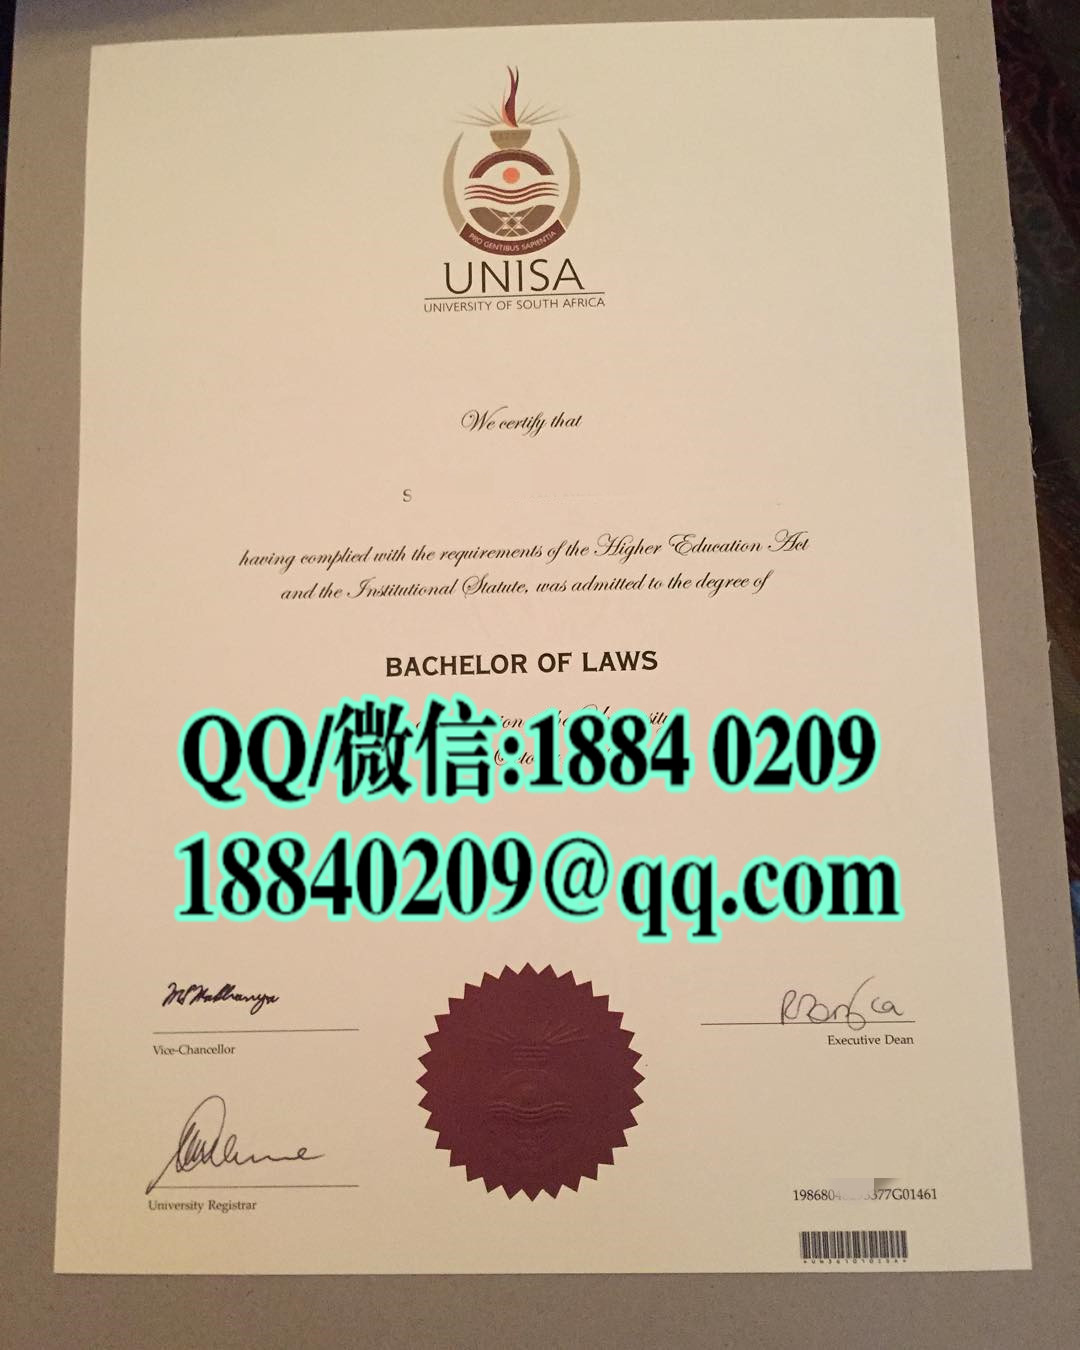 PRO GENTIBUS SAPIENTIA
UNISA
UNIVERSITY OF SOUTH AFRICA
We certify that
S
having complied with the requirements of the Higher Education Act
and the Institutional Statute, was admitted to the degree of
BACHELOR OF LAWS
QQ/微信:1884 0209
18840209@qq.com
Vice-Chancellor
Executive Dean
University Registrar